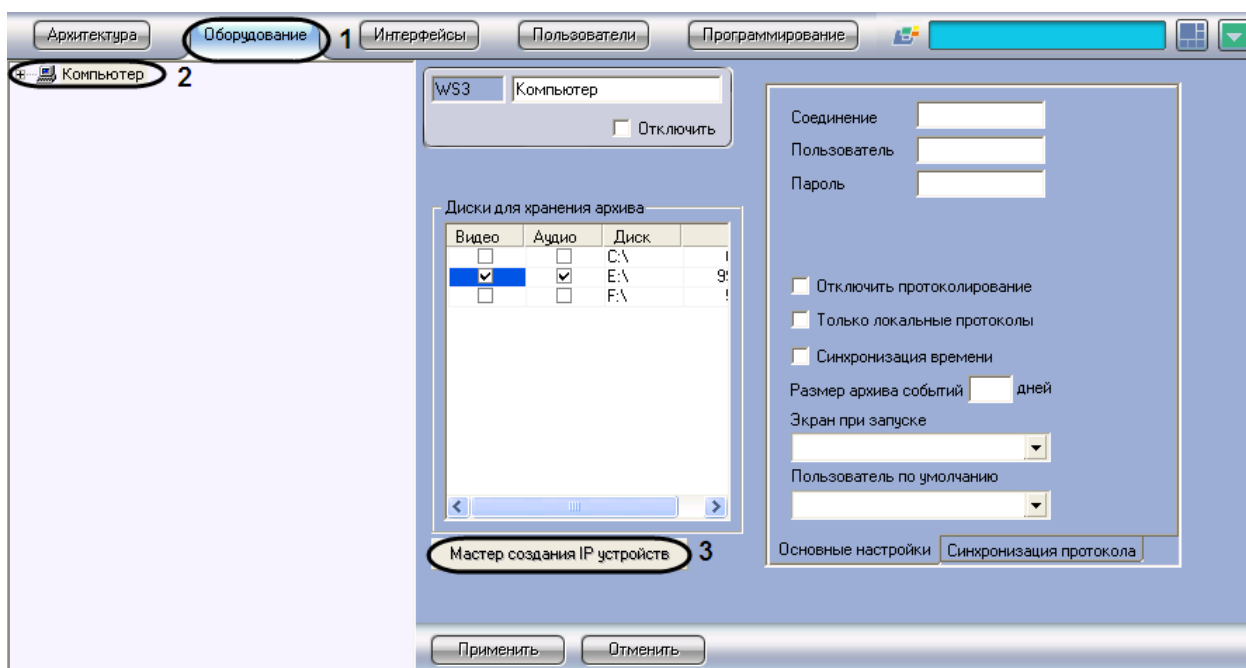 Архитектура
Оборудование
1
Интерфейсы
Пользователи
Программирование
Компьютер
2
WS3
Компьютер
Отключить
Диски для хранения архива
Видео Аудио Диск
C:\
E:\
F:\
Мастер создания IP устройств
3
Соединение
Пользователь
Пароль
Отключить протоколирование
Только локальные протоколы
Синхронизация времени
Размер архива событий дней
Экран при запуске
Пользователь по умолчанию
Основные настройки
Синхронизация протокола
Применить
Отменить